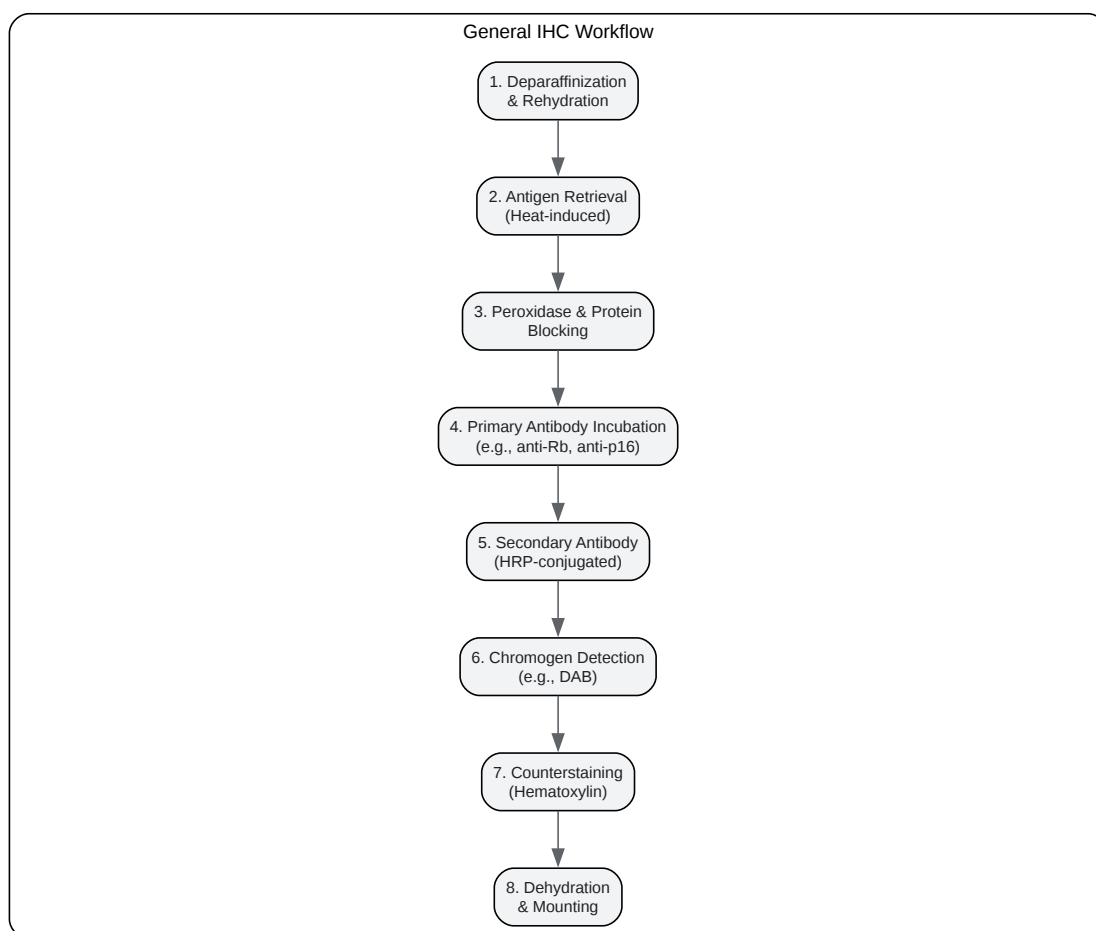 General IHC Workflow
1. Deparaffinization
& Rehydration
2. Antigen Retrieval
(Heat-induced)
3. Peroxidase & Protein
Blocking
4. Primary Antibody Incubation
(e.g., anti-Rb, anti-p16)
5. Secondary Antibody
(HRP-conjugated)
6. Chromogen Detection
(e.g., DAB)
7. Counterstaining
(Hematoxylin)
8. Dehydration
& Mounting